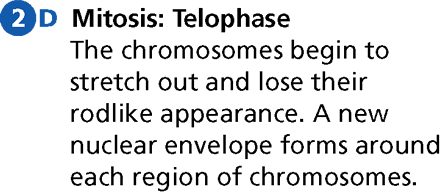 2D Mitosis: Telophase
The chromosomes begin to
stretch out and lose their
rodlike appearance. A new
nuclear envelope forms around
each region of chromosomes.